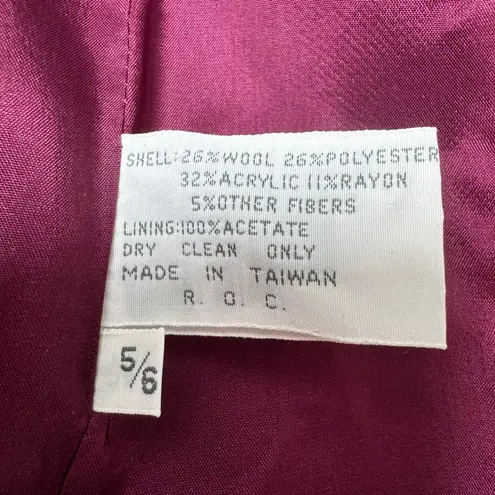 SHELL:26%WOOL 26%POLYESTER
32%ACRYLIC 11%RAYON
5%OTHER FIBERS
LINING:100%ACETATE
DRY CLEAN ONLY
MADE IN TAIWAN
R. O. C.
5/6